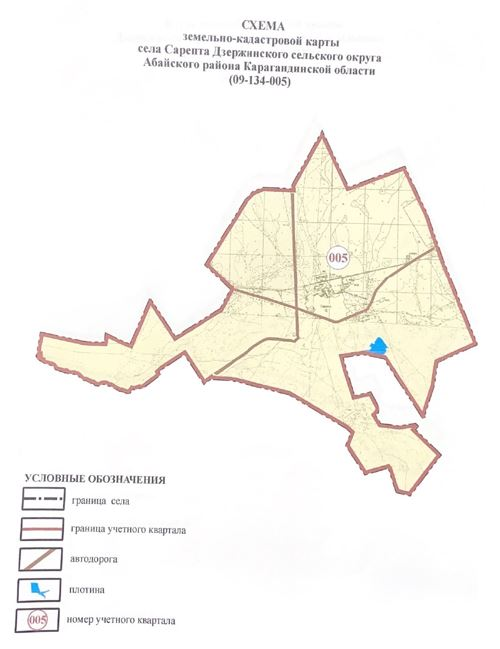 СХЕМА
земельно-кадастровой карты
села Сарепта Дзержинского сельского округа
Абайского района Карагандинской области
(09-134-005)
005
УСЛОВНЫЕ ОБОЗНАЧЕНИЯ
граница села
граница учетного квартала
автодорога
плотина
005 номер учетного квартала